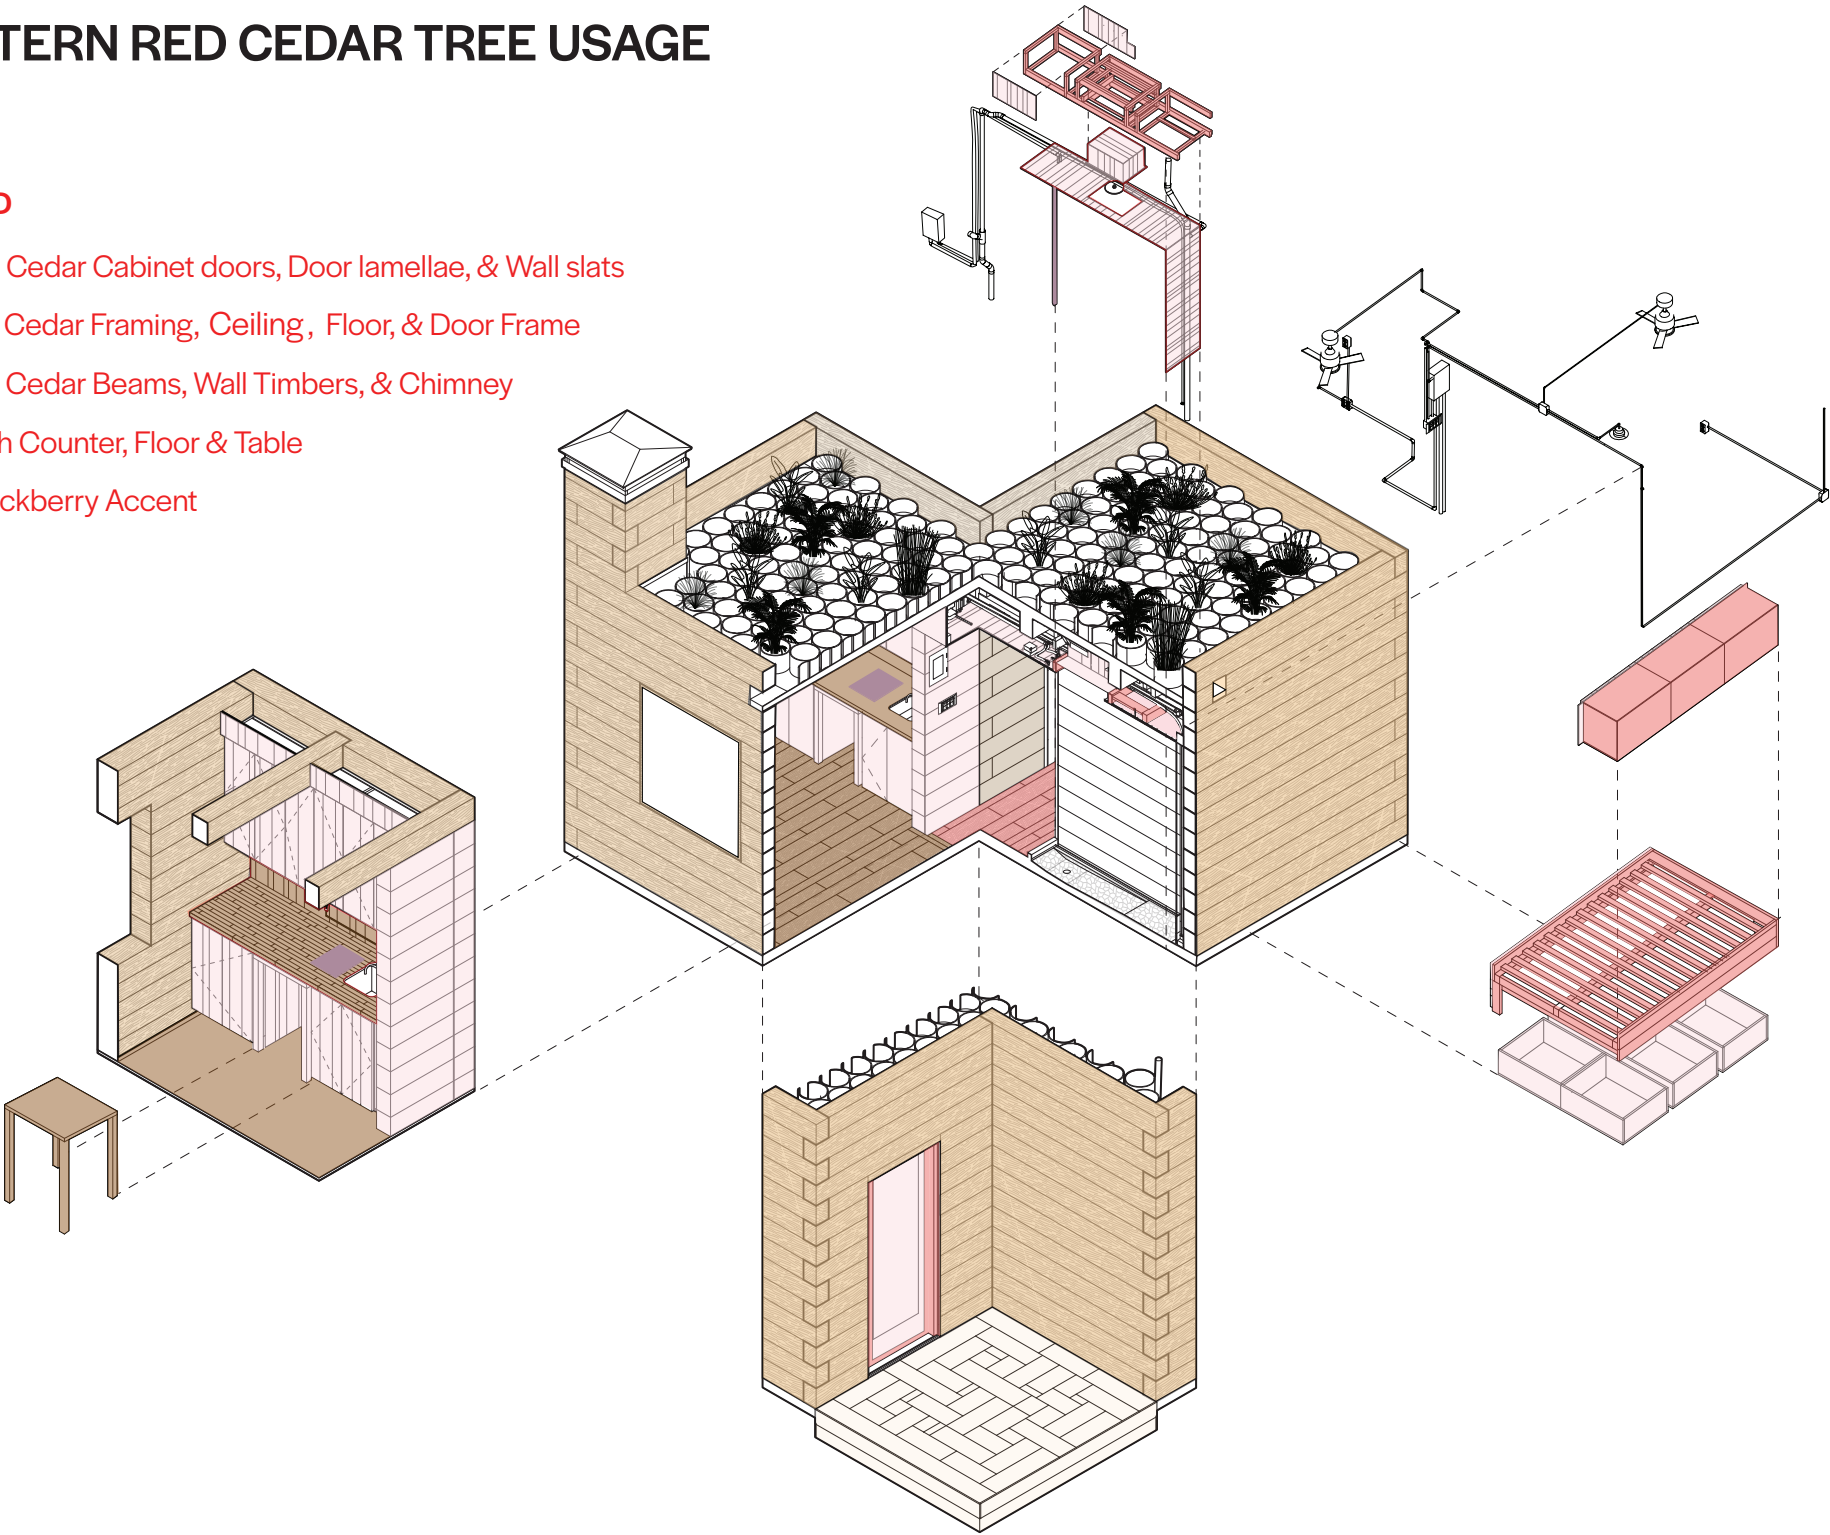 TERN RED CEDAR TREE USAGE
D
Cedar Cabinet doors, Door lamellae, & Wall slats
Cedar Framing, Ceiling, Floor, & Door Frame
Cedar Beams, Wall Timbers, & Chimney
h Counter, Floor & Table
ckberry Accent